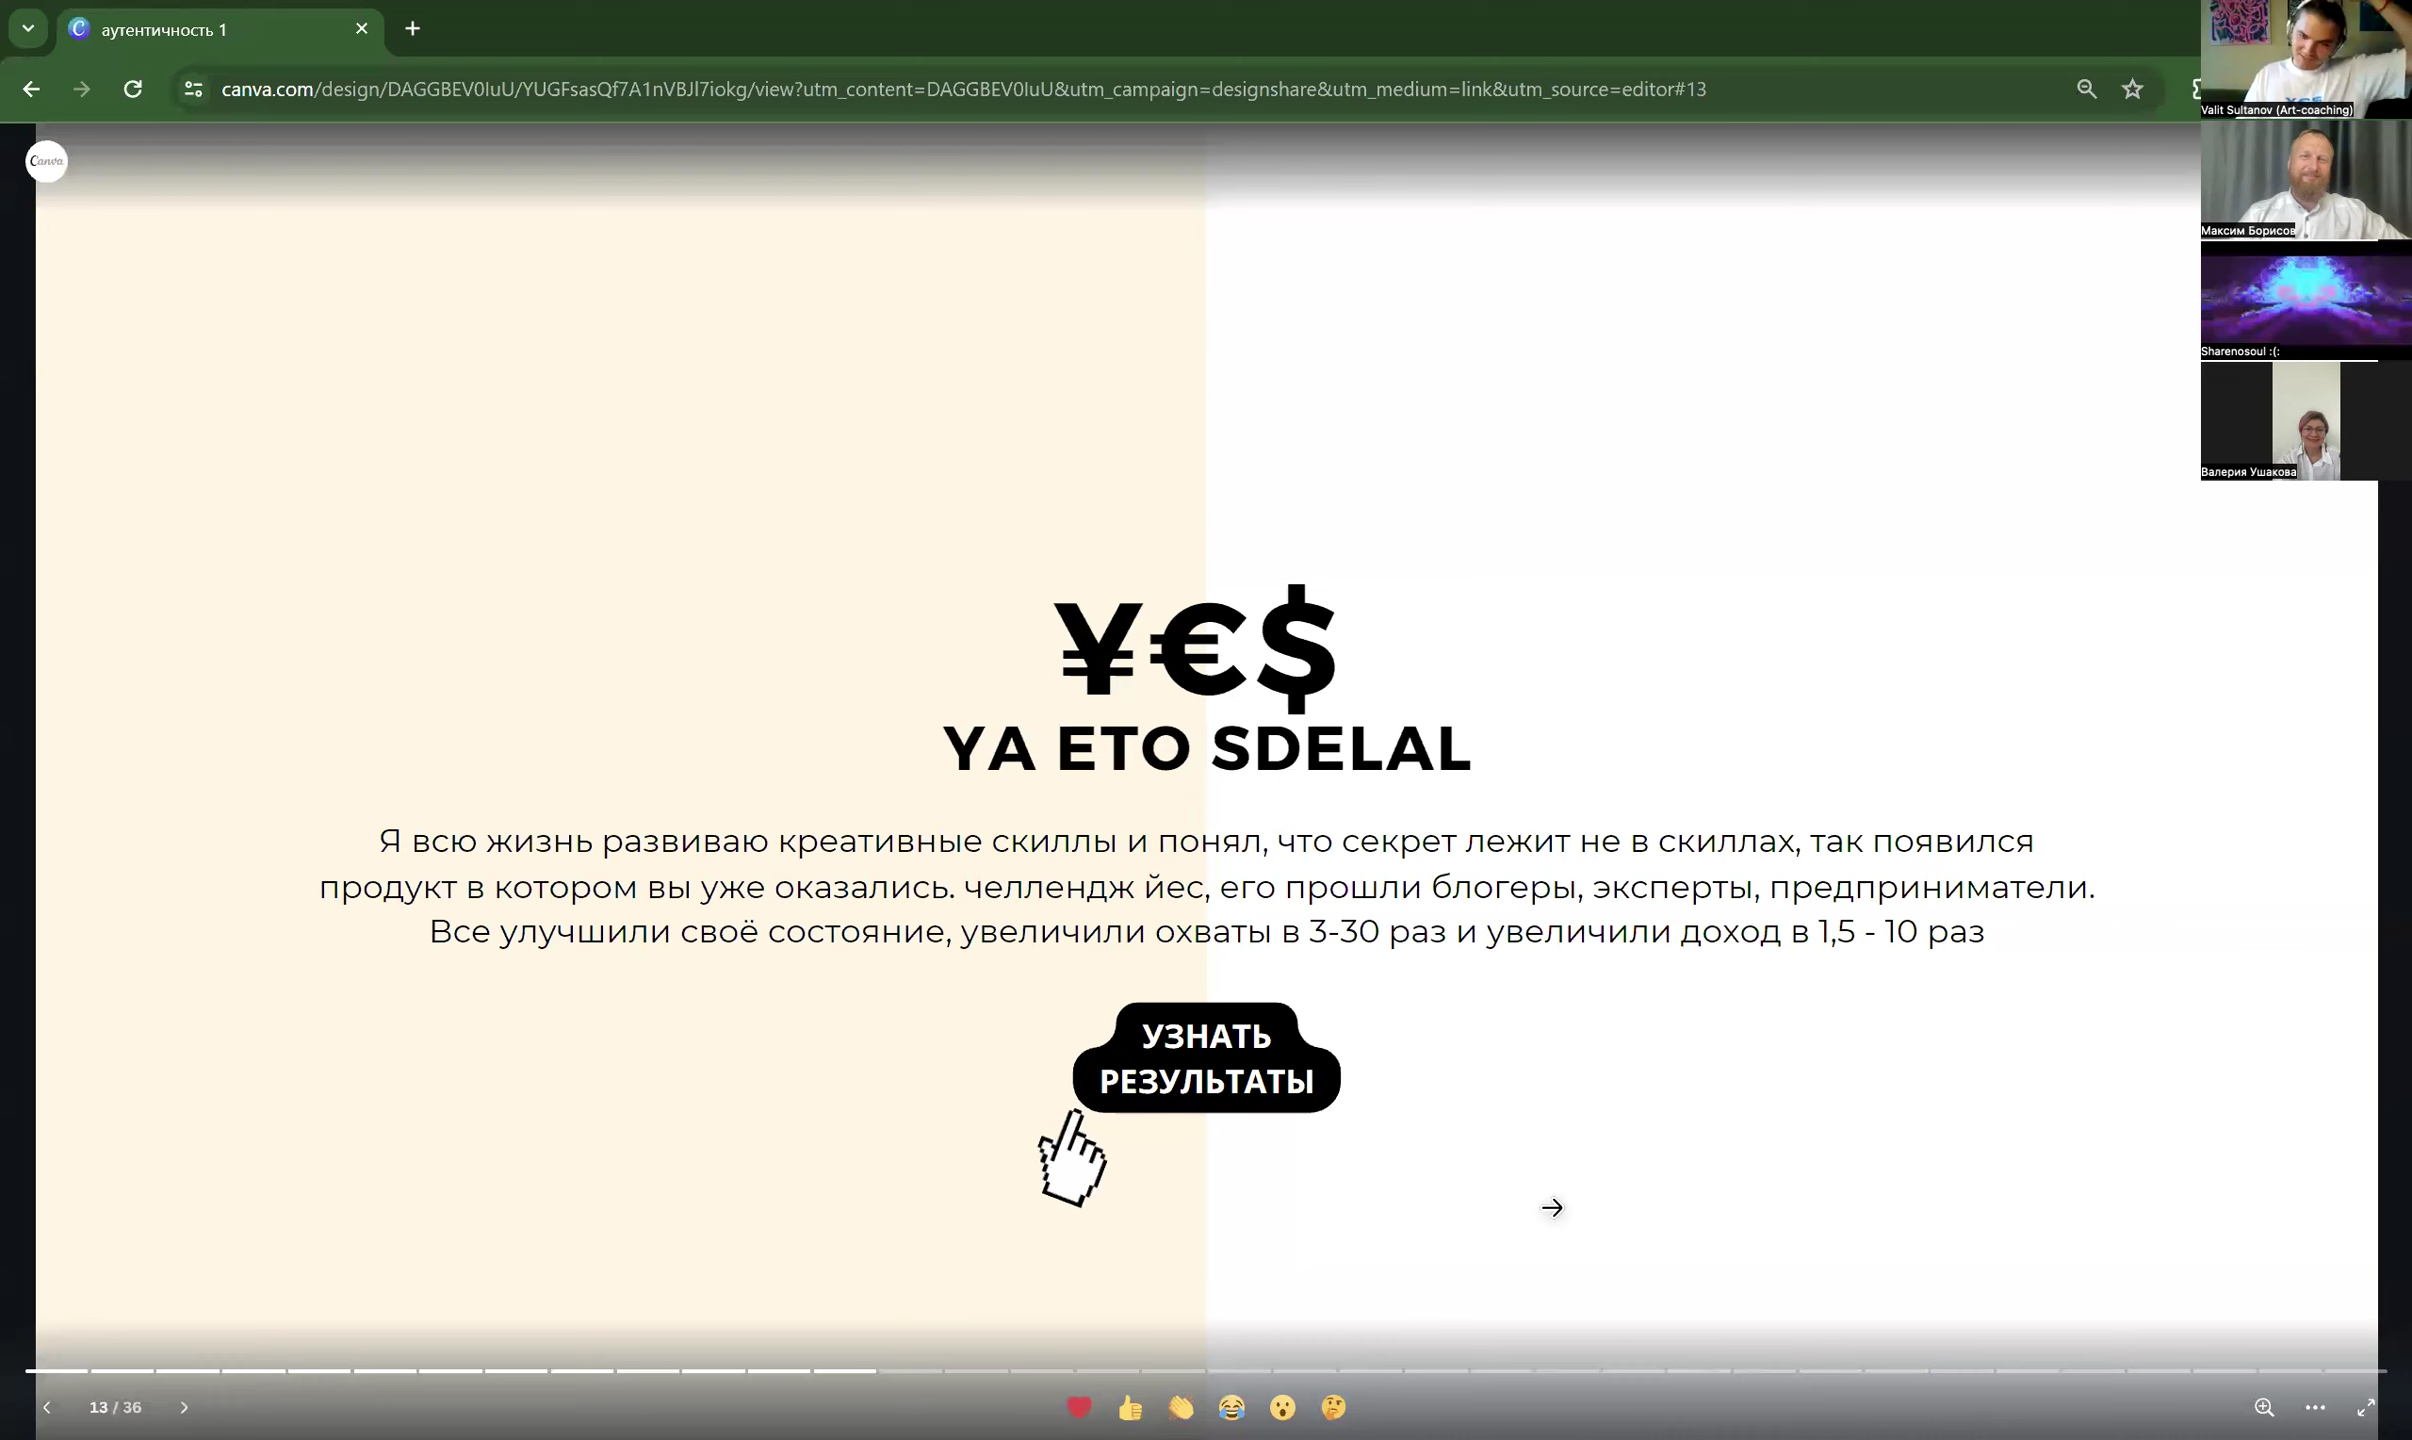 аутентичность 1
canva.com/design/DAGGBEV0IuU/YUGFsasQf7A1nVBJl7iokg/view?utm_content=DAGGBEV0IuU&utm_campaign=designshare&utm_medium=link&utm_source=editor#13
Canva
Valit Sultanov (Art-coaching)
Максим Борисов
Sharenosoul :(:
Валерия Ушакова
¥€$
YA ETO SDELAL
Я всю жизнь развиваю креативные скиллы и понял, что секрет лежит не в скиллах, так появился
продукт в котором вы уже оказались. челлендж йес, его прошли блогеры, эксперты, предприниматели.
Все улучшили своё состояние, увеличили охваты в 3-30 раз и увеличили доход в 1,5 - 10 раз
УЗНАТЬ
РЕЗУЛЬТАТЫ
13 / 36